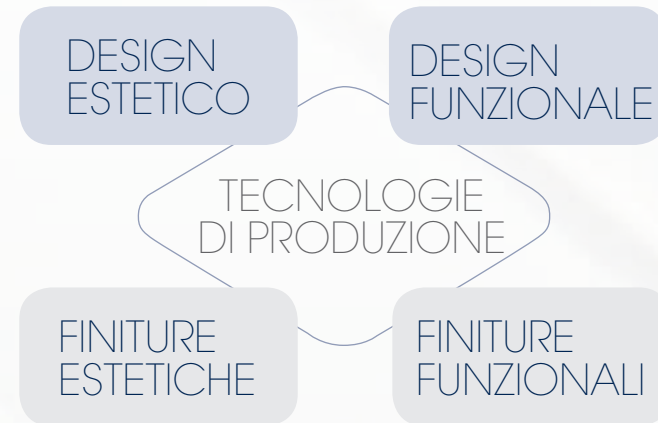 DESIGN
ESTETICO
DESIGN
FUNZIONALE
TECNOLOGIE
DI PRODUZIONE
FINITURE
ESTETICHE
FINITURE
FUNZIONALI